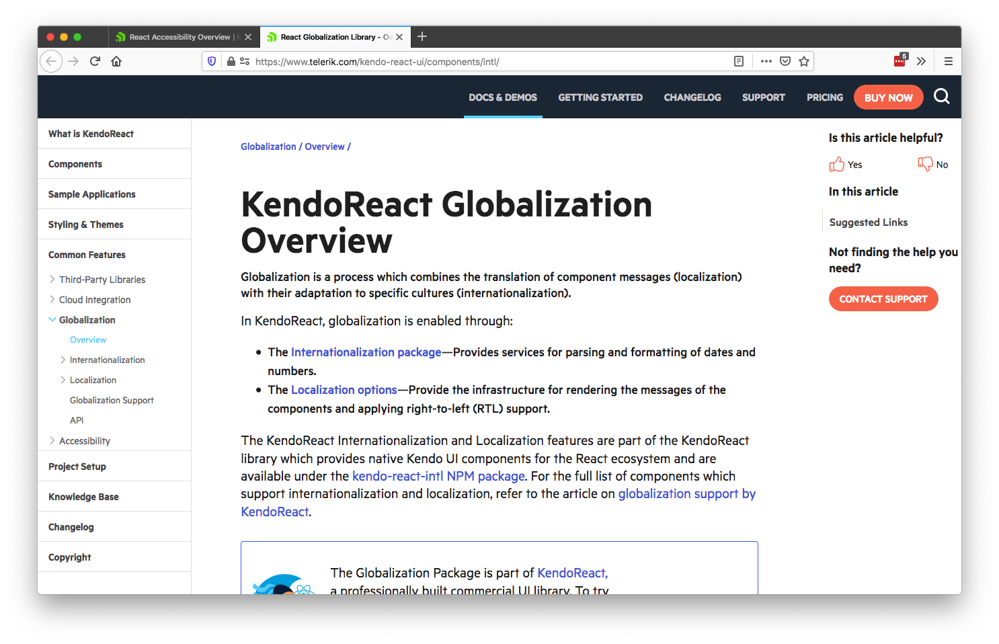 React Accessibility Overview |
React Globalization Library -
https://www.telerik.com/kendo-react-ui/components/intl/
5
DOCS & DEMOS
GETTING STARTED
CHANGELOG
SUPPORT
PRICING
BUY NOW
What is KendoReact
Components
Sample Applications
Styling & Themes
Common Features
Third-Party Libraries
Cloud Integration
Globalization
Overview
Internationalization
Localization
Globalization Support
API
Accessibility
Project Setup
Knowledge Base
Changelog
Copyright
Globalization / Overview /
KendoReact Globalization
Overview
Globalization is a process which combines the translation of component messages (localization)
with their adaptation to specific cultures (internationalization).
In KendoReact, globalization is enabled through:
• The Internationalization package—Provides services for parsing and formatting of dates and
numbers.
• The Localization options—Provide the infrastructure for rendering the messages of the
components and applying right-to-left (RTL) support.
The KendoReact Internationalization and Localization features are part of the KendoReact
library which provides native Kendo UI components for the React ecosystem and are
available under the kendo-react-intl NPM package. For the full list of components which
support internationalization and localization, refer to the article on globalization support by
KendoReact.
The Globalization Package is part of KendoReact,
a professionally built commercial UI library. To try
Is this article helpful?
Yes
No
In this article
Suggested Links
Not finding the help you
need?
CONTACT SUPPORT